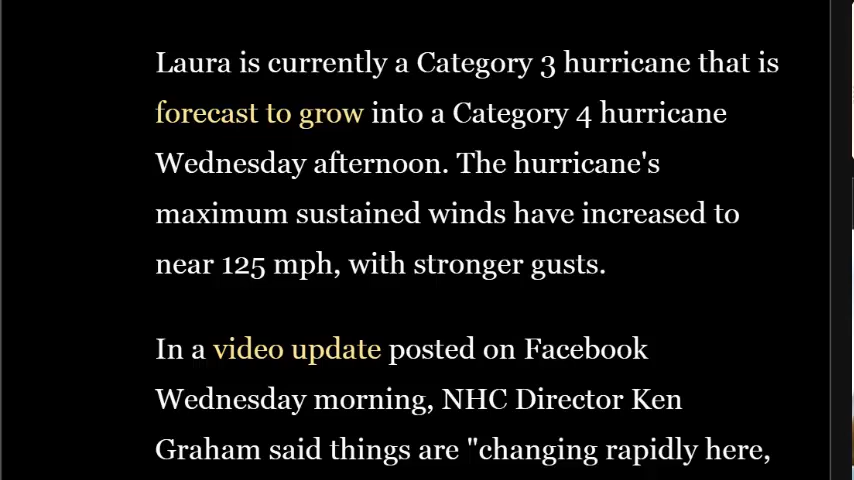 Laura is currently a Category 3 hurricane that is
forecast to grow into a Category 4 hurricane
Wednesday afternoon. The hurricane's
maximum sustained winds have increased to
near 125 mph, with stronger gusts.
In a video update posted on Facebook
Wednesday morning, NHC Director Ken
Graham said things are "changing rapidly here,